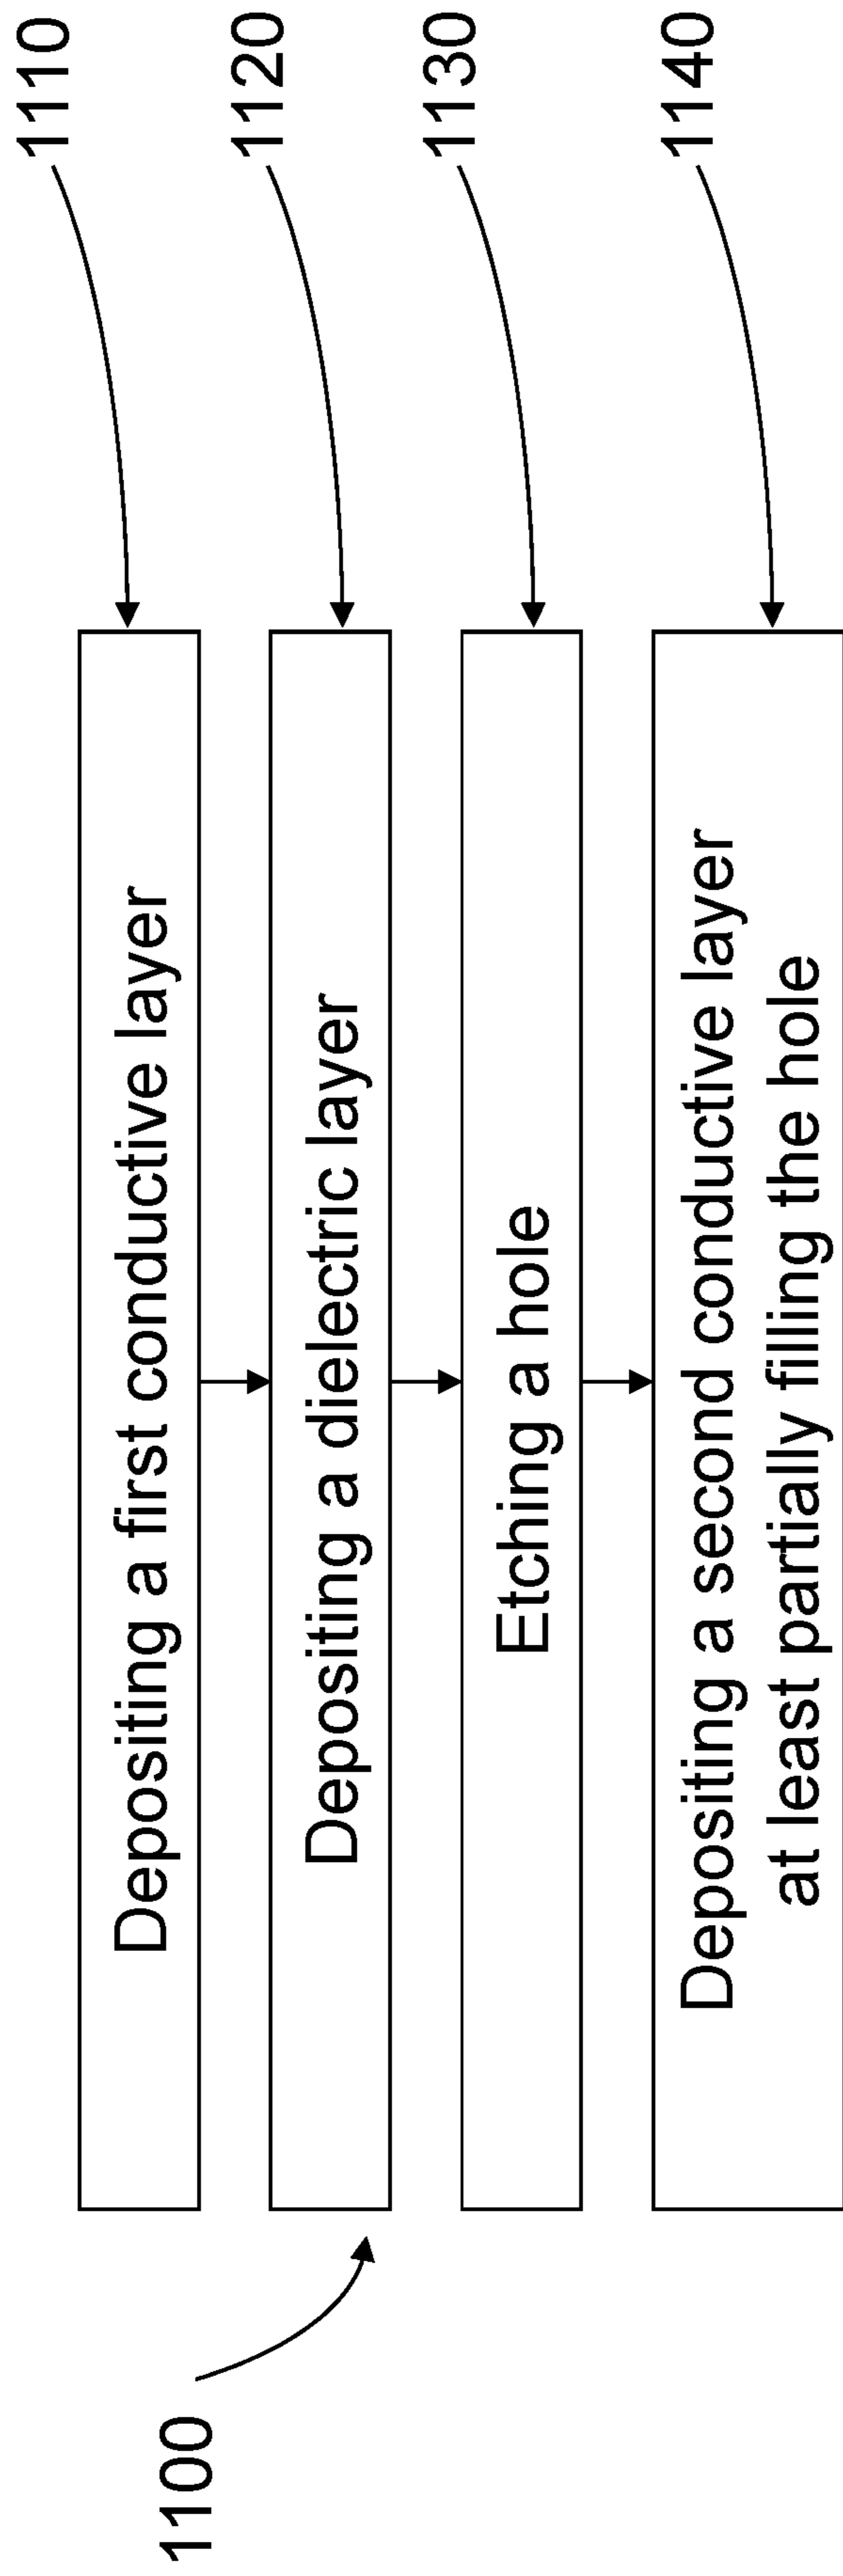 1100
Depositing a first conductive layer
1110
Depositing a dielectric layer
1120
Etching a hole
1130
Depositing a second conductive layer
at least partially filling the hole
1140